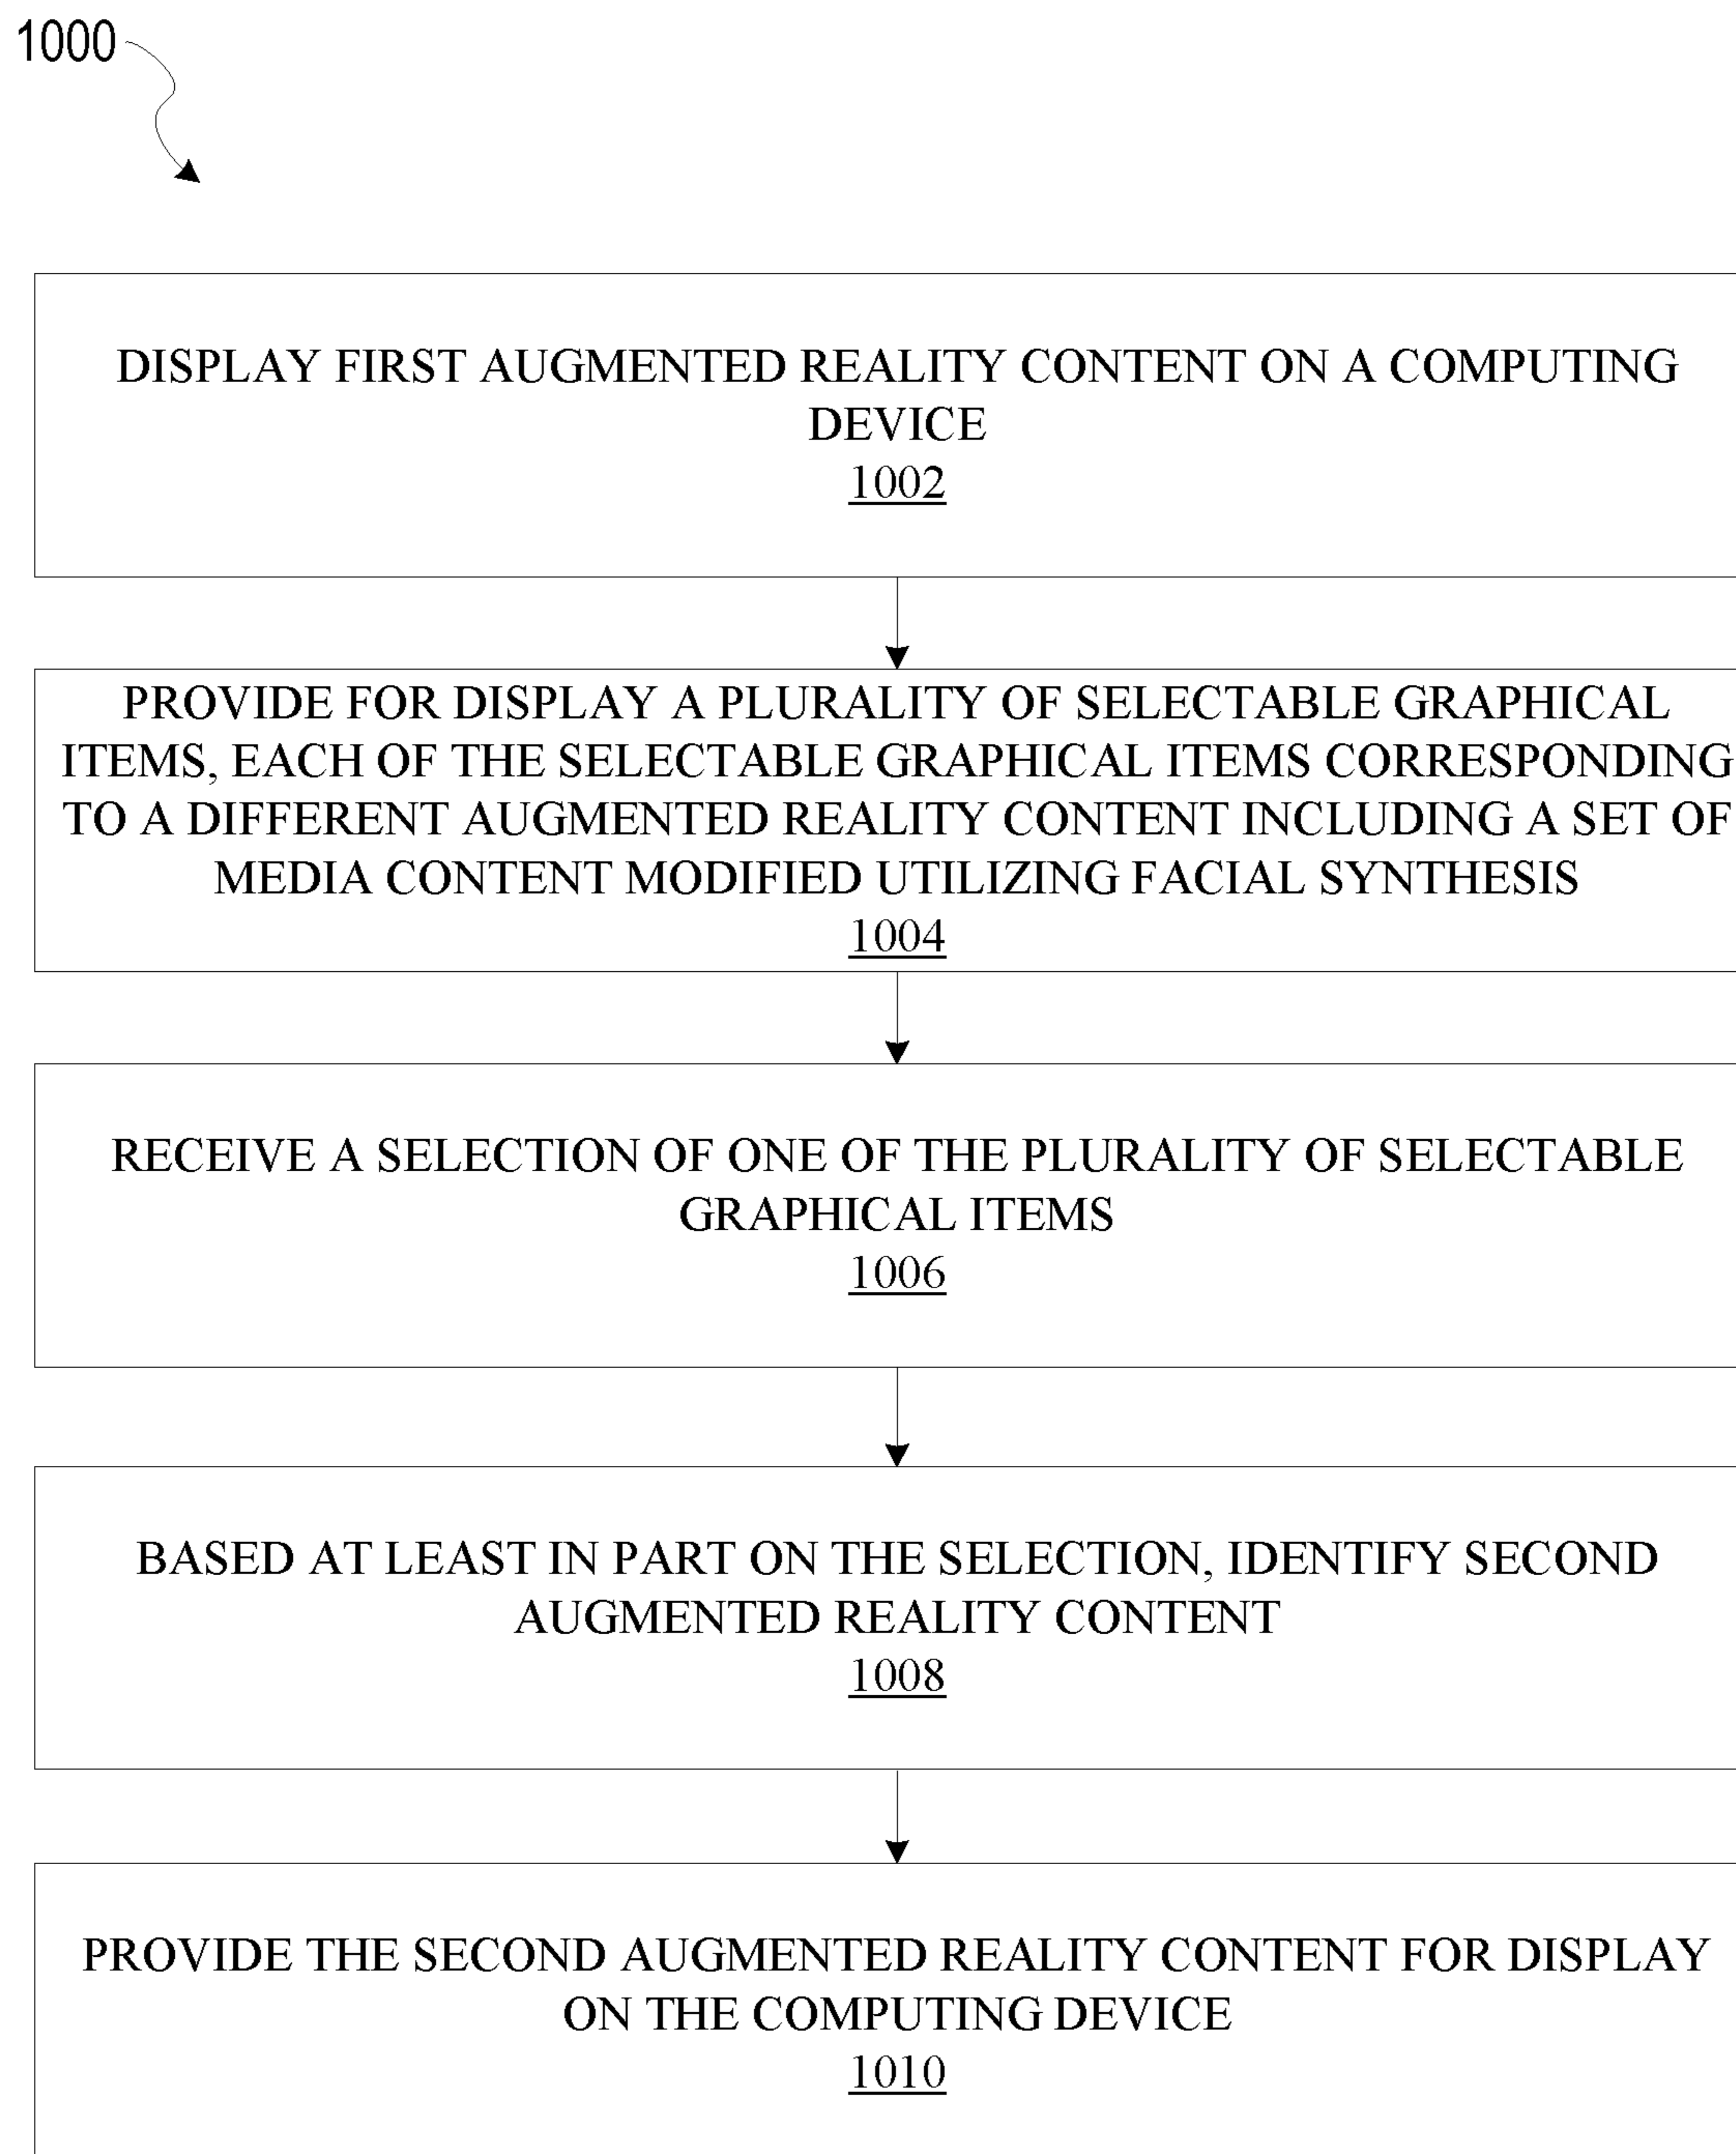 1000
DISPLAY FIRST AUGMENTED REALITY CONTENT ON A COMPUTING
DEVICE
1002
PROVIDE FOR DISPLAY A PLURALITY OF SELECTABLE GRAPHICAL
ITEMS, EACH OF THE SELECTABLE GRAPHICAL ITEMS CORRESPONDING
TO A DIFFERENT AUGMENTED REALITY CONTENT INCLUDING A SET OF
MEDIA CONTENT MODIFIED UTILIZING FACIAL SYNTHESIS
1004
RECEIVE A SELECTION OF ONE OF THE PLURALITY OF SELECTABLE
GRAPHICAL ITEMS
1006
BASED AT LEAST IN PART ON THE SELECTION, IDENTIFY SECOND
AUGMENTED REALITY CONTENT
1008
PROVIDE THE SECOND AUGMENTED REALITY CONTENT FOR DISPLAY
ON THE COMPUTING DEVICE
1010